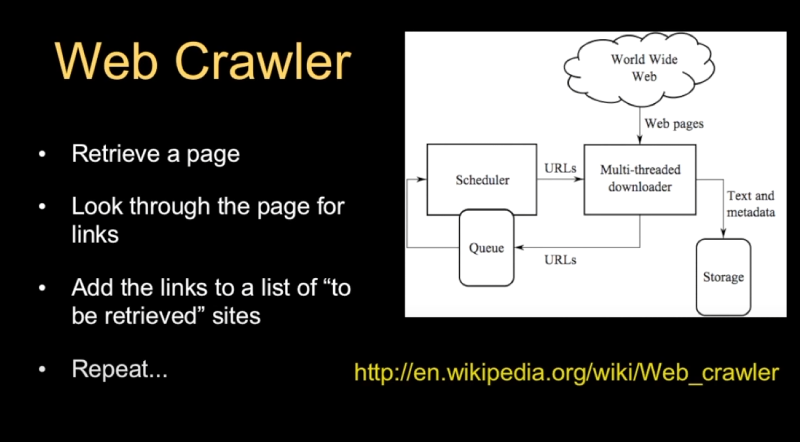 Web Crawler
• Retrieve a page
• Look through the page for
links
• Add the links to a list of “to
be retrieved” sites
• Repeat...
World Wide
Web
Web pages
Scheduler
URLs
Multi-threaded
downloader
Text and
metadata
Queue
URLs
Storage
http://en.wikipedia.org/wiki/Web_crawler